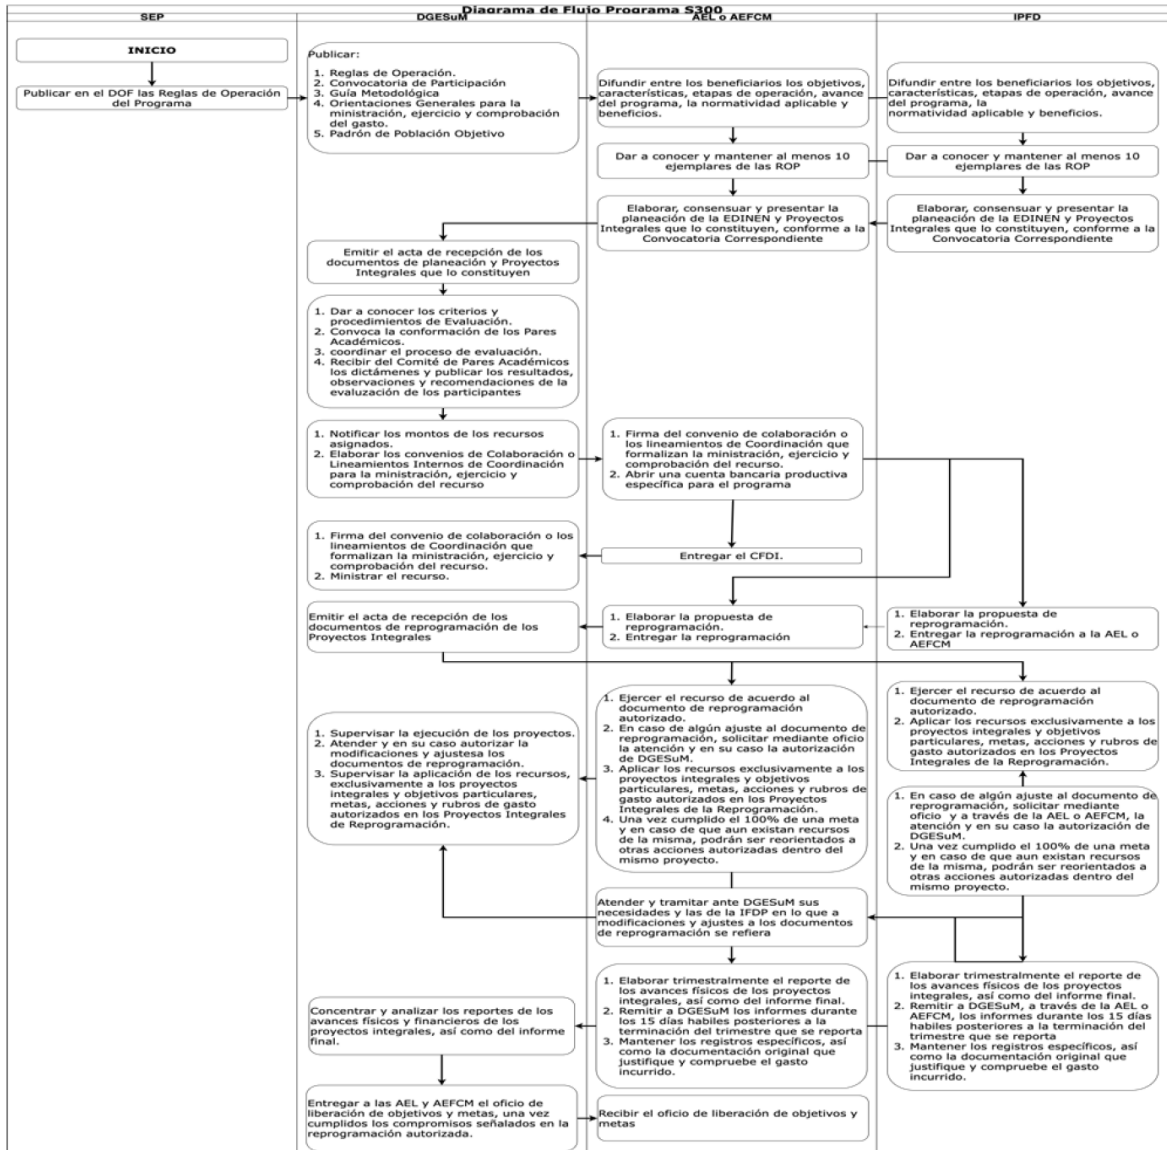 Diagrama de Flujo Programa S300
SEP
DGESuM
AEL o AEFCM
IPFD
INICIO
Publicar en el DOF las Reglas de Operación
del Programa
Publicar:
1. Reglas de Operación.
2. Convocatoria de Participación
3. Guía Metodológica
4. Orientaciones Generales para la
ministración, ejercicio y comprobación
del gasto.
5. Padrón de Población Objetivo
Difundir entre los beneficiarios los objetivos,
características, etapas de operación, avance
del programa, la normatividad aplicable y
beneficios.
Difundir entre los beneficiarios los objetivos,
características, etapas de operación, avance
del programa, la
normatividad aplicable y beneficios.
Dar a conocer y mantener al menos 10
ejemplares de las ROP
Dar a conocer y mantener al menos 10
ejemplares de las ROP
Elaborar, consensuar y presentar la
planeación de la EDINEN y Proyectos
Integrales que lo constituyen, conforme a la
Convocatoria Correspondiente
Elaborar, consensuar y presentar la
planeación de la EDINEN y Proyectos
Integrales que lo constituyen, conforme a la
Convocatoria Correspondiente
Emitir el acta de recepción de los
documentos de planeación y Proyectos
Integrales que lo constituyen
1. Dar a conocer los criterios y
procedimientos de Evaluación.
2. Convoca la conformación de los Pares
Académicos.
3. coordinar el proceso de evaluación.
4. Recibir del Comité de Pares Académicos
los dictámenes y publicar los resultados,
observaciones y recomendaciones de la
evaluzación de los participantes
1. Notificar los montos de los recursos
asignados.
2. Elaborar los convenios de Colaboración o
Lineamientos Internos de Coordinación
para la ministración, ejercicio y
comprobación del recurso
1. Firma del convenio de colaboración o
los lineamientos de Coordinación que
formalizan la ministración, ejercicio y
comprobación del recurso.
2. Abrir una cuenta bancaria productiva
específica para el programa
1. Firma del convenio de colaboración o los
lineamientos de Coordinación que
formalizan la ministración, ejercicio y
comprobación del recurso.
2. Ministrar el recurso.
Entregar el CFDI.
Emitir el acta de recepción de los
documentos de reprogramación de los
Proyectos Integrales
1. Elaborar la propuesta de
reprogramación.
2. Entregar la reprogramación
1. Elaborar la propuesta de
reprogramación.
2. Entregar la reprogramación a la AEL o
AEFCM
1. Supervisar la ejecución de los proyectos.
2. Atender y en su caso autorizar la
modificaciones y ajustesa los
documentos de reprogramación.
3. Supervisar la aplicación de los recursos,
exclusivamente a los proyectos
integrales y objetivos particulares,
metas, acciones y rubros de gasto
autorizados en los Proyectos Integrales
de Reprogramación.
1. Ejercer el recurso de acuerdo al
documento de reprogramación
autorizado.
2. En caso de algún ajuste al documento de
reprogramación, solicitar mediante oficio
la atención y en su caso la autorización
de DGESuM.
3. Aplicar los recursos exclusivamente a los
proyectos integrales y objetivos
particulares, metas, acciones y rubros de
gasto autorizados en los Proyectos
Integrales de la Reprogramación.
4. Una vez cumplido el 100% de una meta
y en caso de que aun existan recursos
de la misma, podrán ser reorientados a
otras acciones autorizadas dentro del
mismo proyecto.
1. Ejercer el recurso de acuerdo al
documento de reprogramación
autorizado.
2. Aplicar los recursos exclusivamente a los
proyectos integrales y objetivos
particulares, metas, acciones y rubros de
gasto autorizados en los Proyectos
Integrales de la Reprogramación.
1. En caso de algún ajuste al documento de
reprogramación, solicitar mediante
oficio y a través de la AEL o AEFCM, la
atención y en su caso la autorización de
DGESuM.
2. Una vez cumplido el 100% de una meta
y en caso de que aun existan recursos
de la misma, podrán ser reorientados a
otras acciones autorizadas dentro del
mismo proyecto.
Atender y tramitar ante DGESuM sus
necesidades y las de la IFDP en lo que a
modificaciones y ajustes a los documentos
de reprogramación se refiera
Concentrar y analizar los reportes de los
avances físicos y financieros de los
proyectos integrales, así como del informe
final.
1. Elaborar trimestralmente el reporte de
los avances físicos de los proyectos
integrales, así como del informe final.
2. Remitir a DGESuM los informes durante
los 15 días habiles posteriores a la
terminación del trimestre que se reporta
3. Mantener los registros específicos, así
como la documentación original que
justifique y compruebe el gasto
incurrido.
1. Elaborar trimestralmente el reporte de
los avances físicos de los proyectos
integrales, así como del informe final.
2. Remitir a DGESuM, a través de la AEL o
AEFCM, los informes durante los 15 días
habiles posteriores a la terminación del
trimestre que se reporta
3. Mantener los registros específicos, así
como la documentación original que
justifique y compruebe el gasto
incurrido.
Entregar a las AEL y AEFCM el oficio de
liberación de objetivos y metas, una vez
cumplidos los compromisos señalados en la
reprogramación autorizada.
Recibir el oficio de liberación de objetivos y
metas